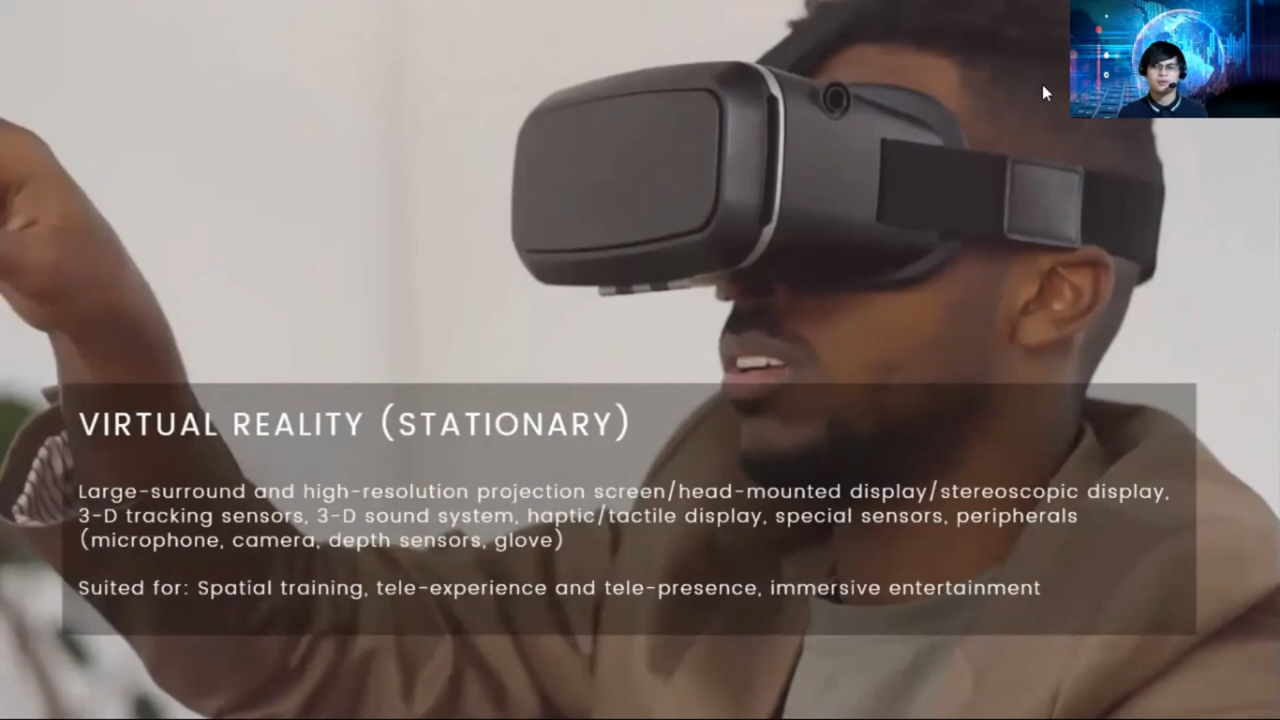 VIRTUAL REALITY (STATIONARY)
Large-surround and high-resolution projection screen/head-mounted display/stereoscopic display,
3-D tracking sensors, 3-D sound system, haptic/tactile display, special sensors, peripherals
(microphone, camera, depth sensors, glove)
Suited for: Spatial training, tele-experience and tele-presence, immersive entertainment